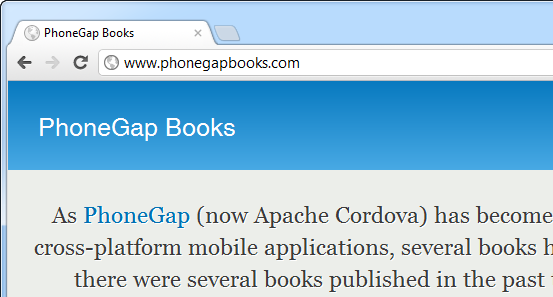 PhoneGap Books
www.phonegapbooks.com
PhoneGap Books
As PhoneGap (now Apache Cordova) has become
cross-platform mobile applications, several books h
there were several books published in the past